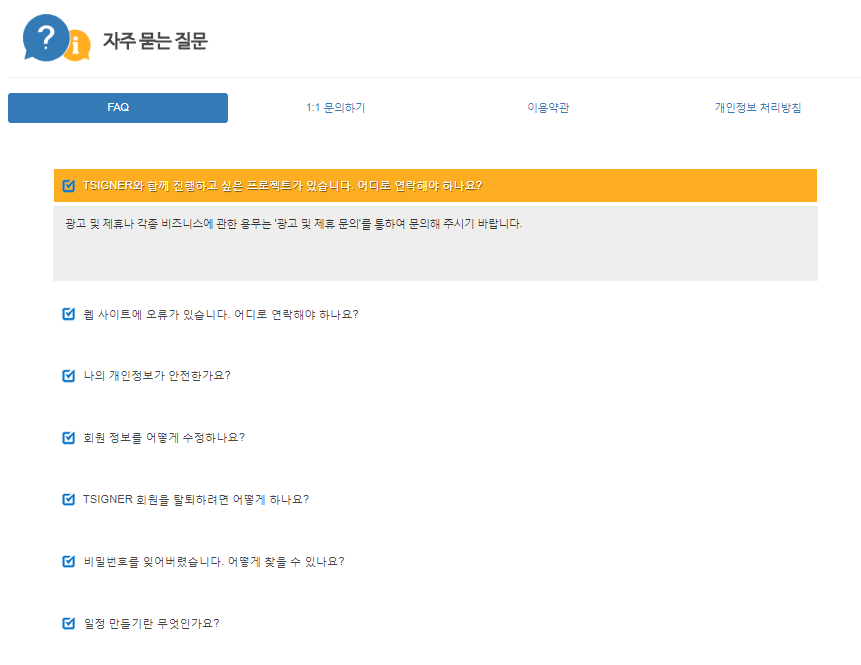 자주 묻는 질문
FAQ
1:1 문의하기
이용약관
개인정보 처리방침
TSIGNER와 함께 진행하고 싶은 프로젝트가 있습니다. 어디로 연락해야 하나요?
광고 및 제휴나 각종 비즈니스에 관한 용무는 '광고 및 제휴 문의'를 통하여 문의해 주시기 바랍니다.
웹 사이트에 오류가 있습니다. 어디로 연락해야 하나요?
나의 개인정보가 안전한가요?
회원 정보를 어떻게 수정하나요?
TSIGNER 회원을 탈퇴하려면 어떻게 하나요?
비밀번호를 잊어버렸습니다. 어떻게 찾을 수 있나요?
일정 만들기란 무엇인가요?